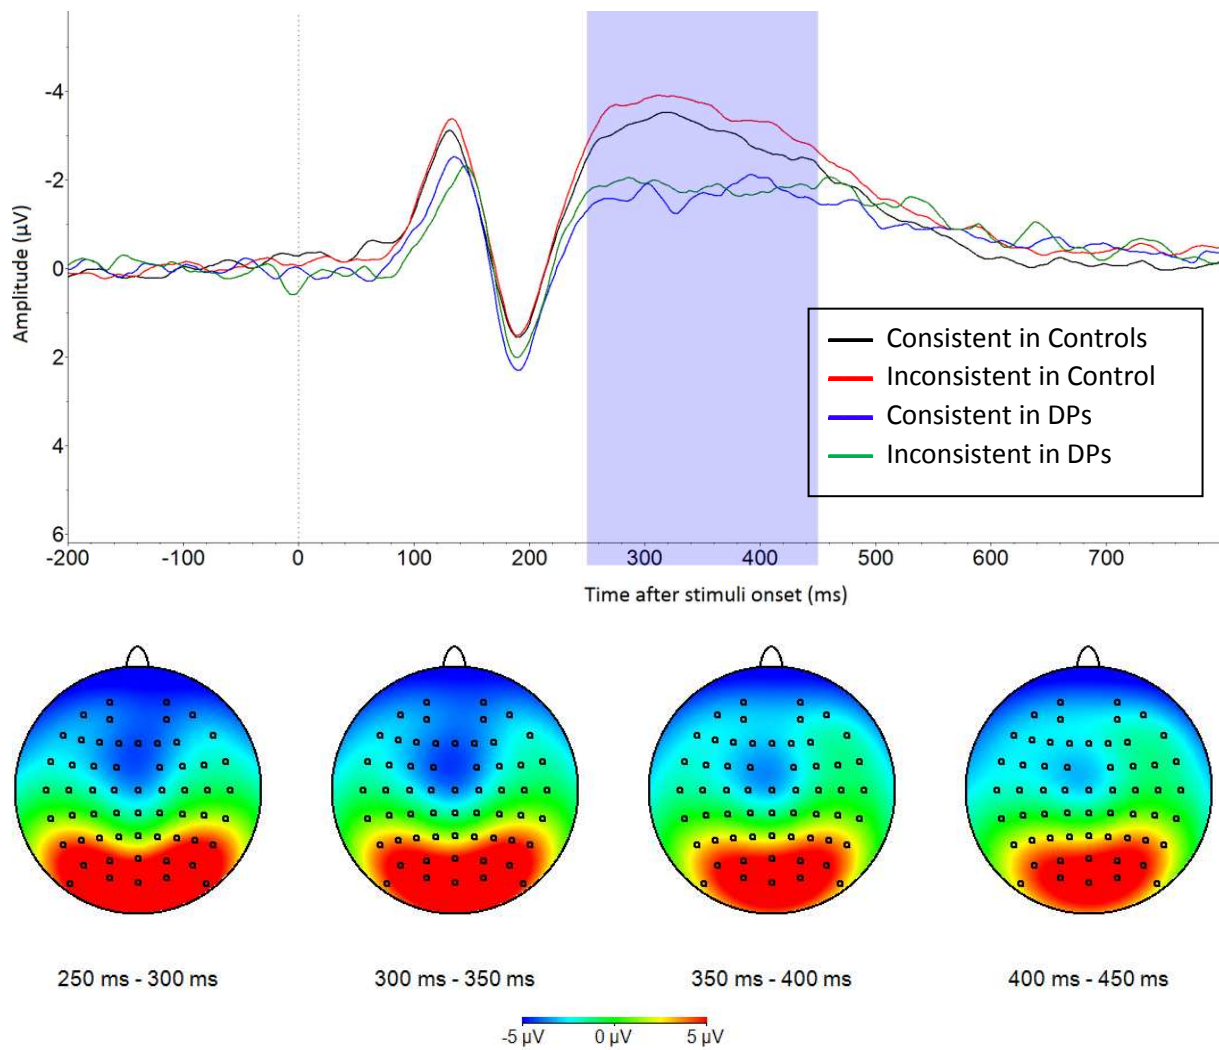 -4
-2
0
2
4
6
Amplitude (µV)
-200 -100 0 100 200 300 400 500 600 700
Time after stimuli onset (ms)
Consistent in Controls
Inconsistent in Control
Consistent in DPs
Inconsistent in DPs
250 ms - 300 ms 300 ms - 350 ms 350 ms - 400 ms 400 ms - 450 ms
-5 µV 0 µV 5 µV